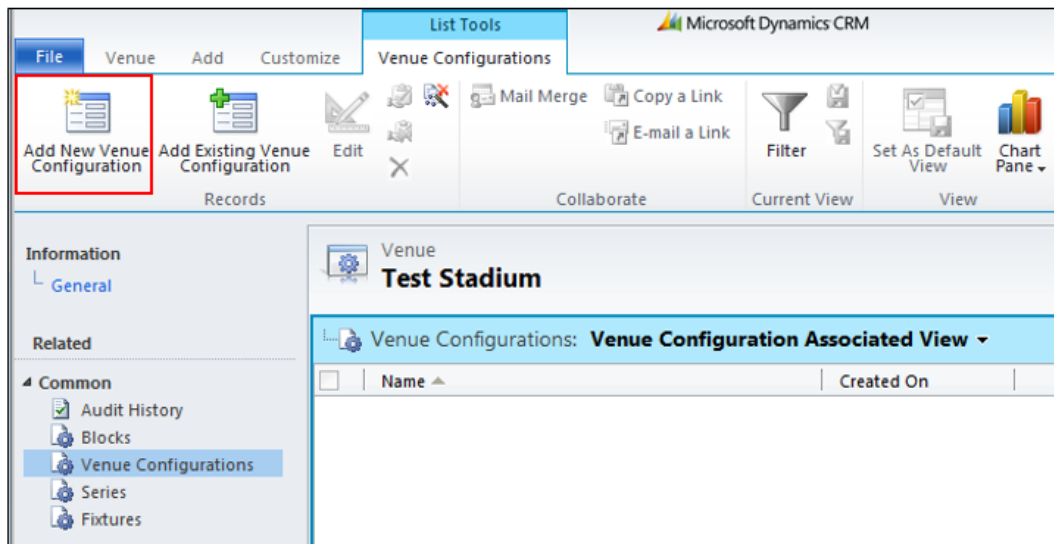 List Tools
Microsoft Dynamics CRM
File Venue Add Customize Venue Configurations
Add New Venue
Configuration
Add Existing Venue
Configuration
Edit
Mail Merge
Copy a Link
E-mail a Link
Filter
Set As Default
View
Chart
Pane
Records Collaborate Current View View
Information
General
Related
Common
Audit History
Blocks
Venue Configurations
Series
Fixtures
Venue
Test Stadium
Venue Configurations: Venue Configuration Associated View
Name Created On